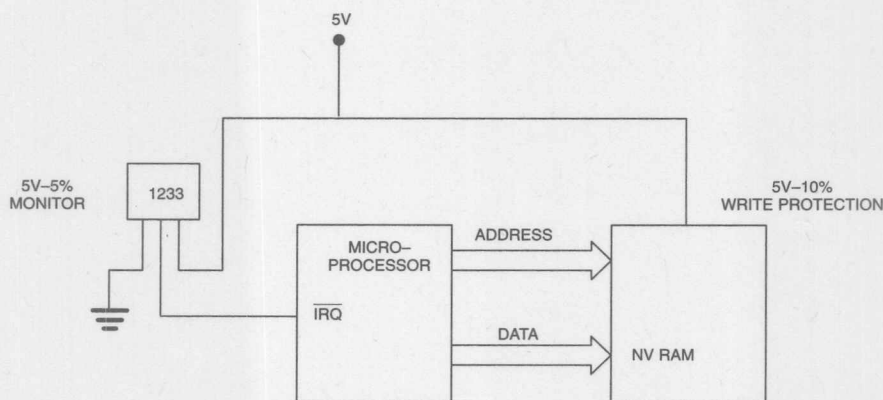 5V
5V–5%
MONITOR
1233
5V–10%
WRITE PROTECTION
MICRO–
PROCESSOR
ADDRESS
IRQ
DATA
NV RAM